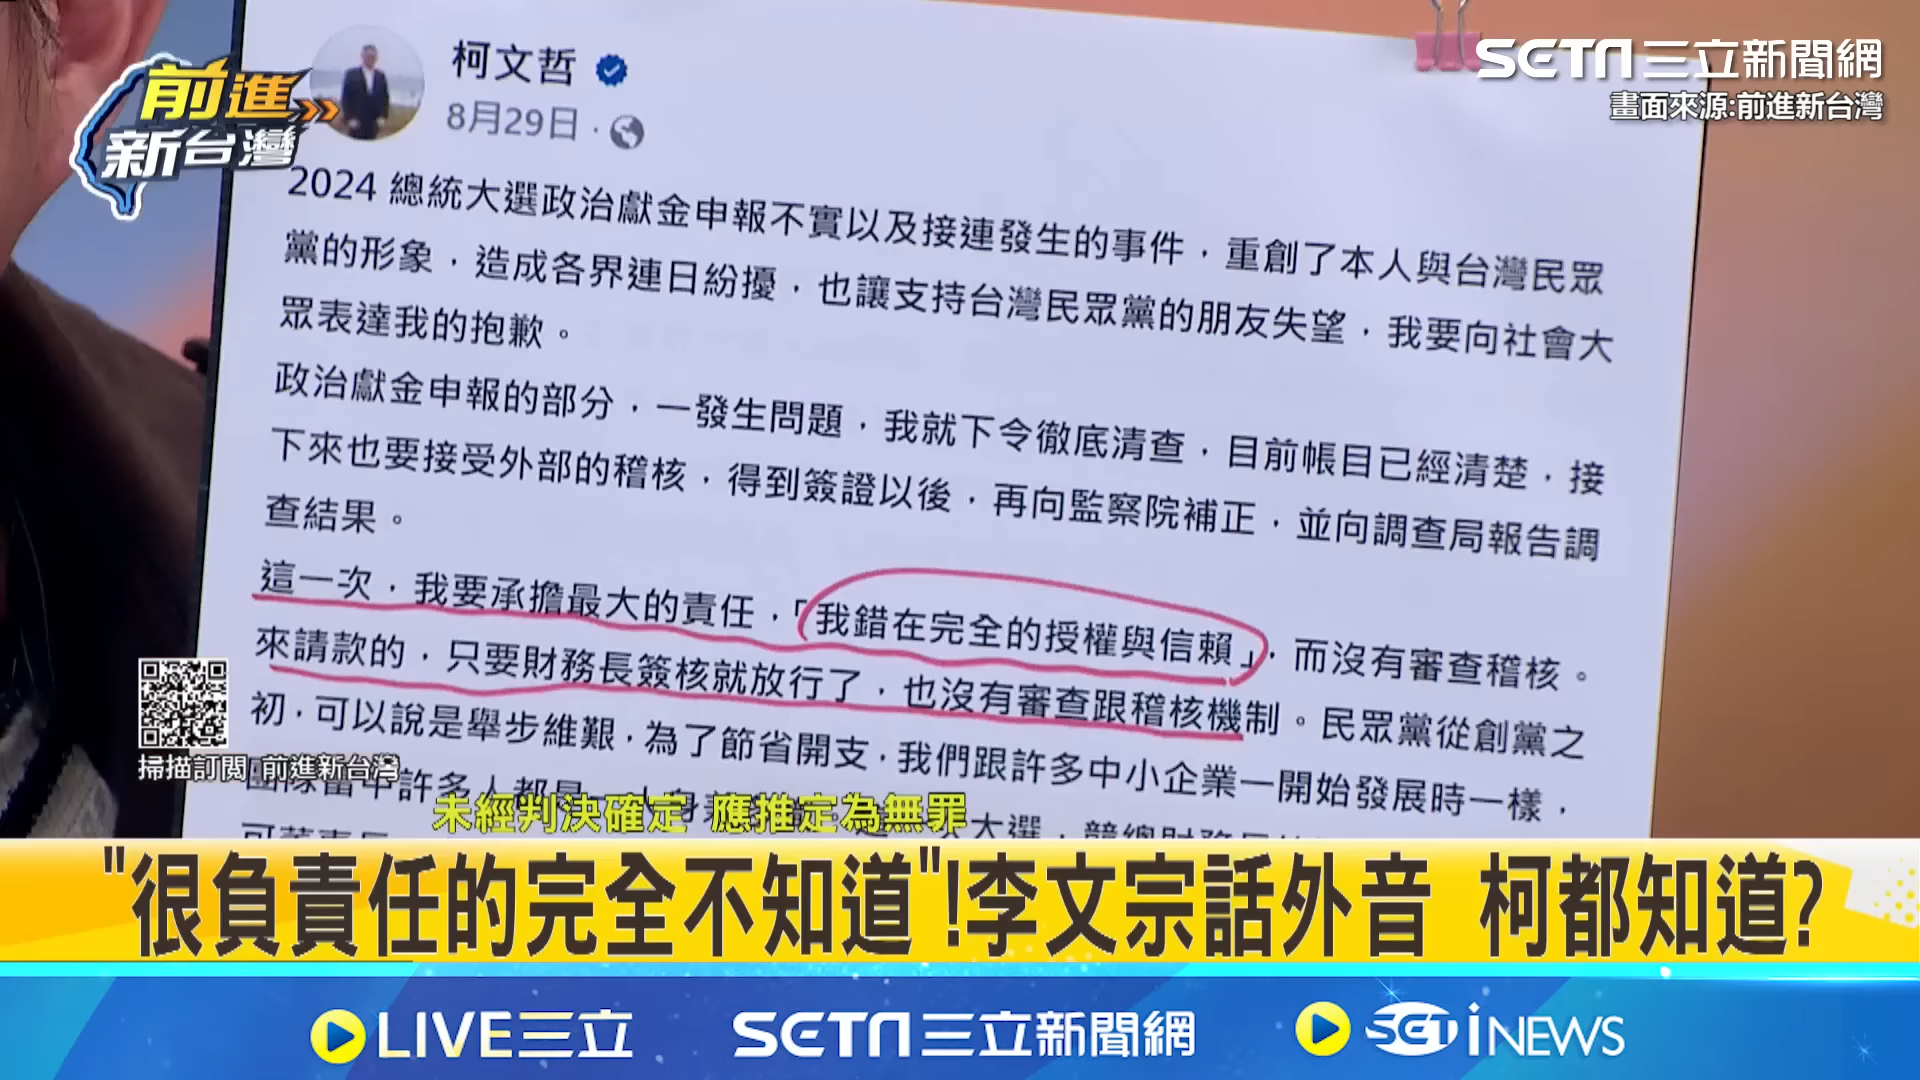 SETN三立新聞網
畫面來源:前進新台灣
前進
新台灣
柯文哲
8月29日
2024 總統大選政治獻金申報不實以及接連發生的事件，重創了本人與台灣民眾
黨的形象，造成各界連日紛擾，也讓支持台灣民眾黨的朋友失望，我要向社會大
眾表達我的抱歉。
政治獻金申報的部分，一發生問題，我就下令徹底清查，目前帳目已經清楚，接
下來也要接受外部的稽核，得到簽證以後，再向監察院補正，並向調查局報告調
查結果。
這一次，我要承擔最大的責任，「我錯在完全的授權與信賴」，而沒有審查稽核。
來請款的，只要財務長簽核就放行了，也沒有審查跟稽核機制。民眾黨從創黨之
初，可以說是舉步維艱，為了節省開支，我們跟許多中小企業一開始發展時一樣，
團隊當中許多人都是
大選，
掃描訂閱 前進新台灣
未經判決確定 應推定為無罪
"很負責任的完全不知道"!李文宗話外音 柯都知道?
LIVE三立
SETN三立新聞網
SET iNEWS